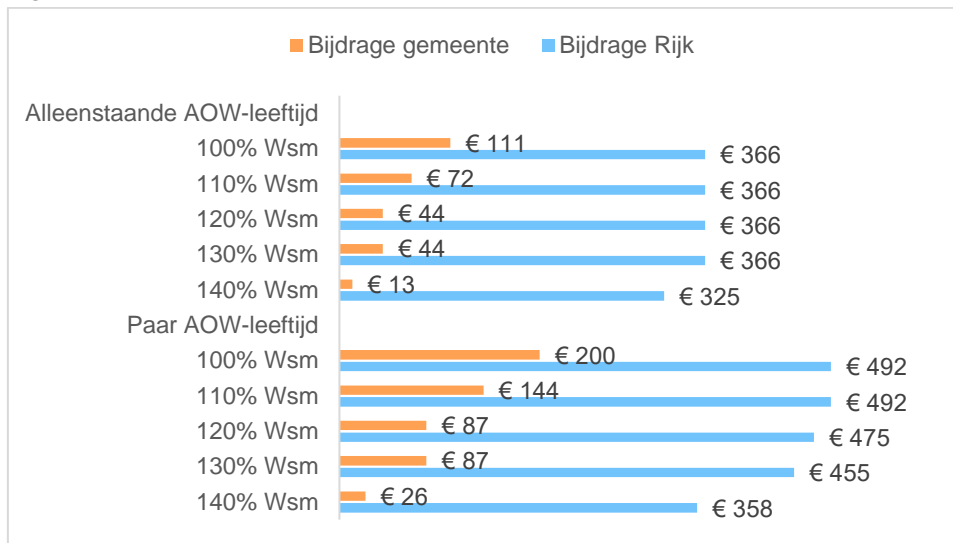 Bijdrage gemeente Bijdrage Rijk
Alleenstaande AOW-leeftijd
100% Wsm € 111 € 366
110% Wsm € 72 € 366
120% Wsm € 44 € 366
130% Wsm € 44 € 366
140% Wsm € 13 € 325
Paar AOW-leeftijd
100% Wsm € 200 € 492
110% Wsm € 144 € 492
120% Wsm € 87 € 475
130% Wsm € 87 € 455
140% Wsm € 26 € 358